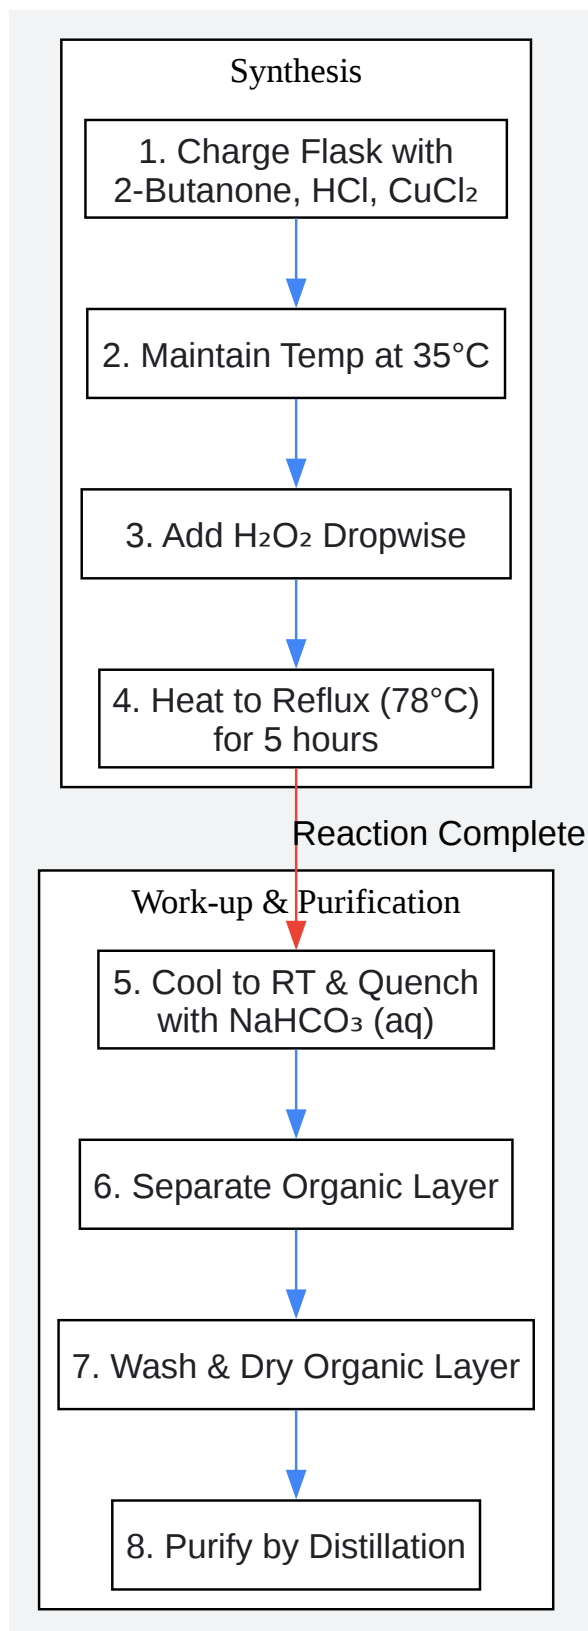 Synthesis
1. Charge Flask with
2-Butanone, HCl, CuCl₂
2. Maintain Temp at 35°C
3. Add H₂O₂ Dropwise
4. Heat to Reflux (78°C)
for 5 hours
Reaction Complete
Work-up & Purification
5. Cool to RT & Quench
with NaHCO₃ (aq)
6. Separate Organic Layer
7. Wash & Dry Organic Layer
8. Purify by Distillation